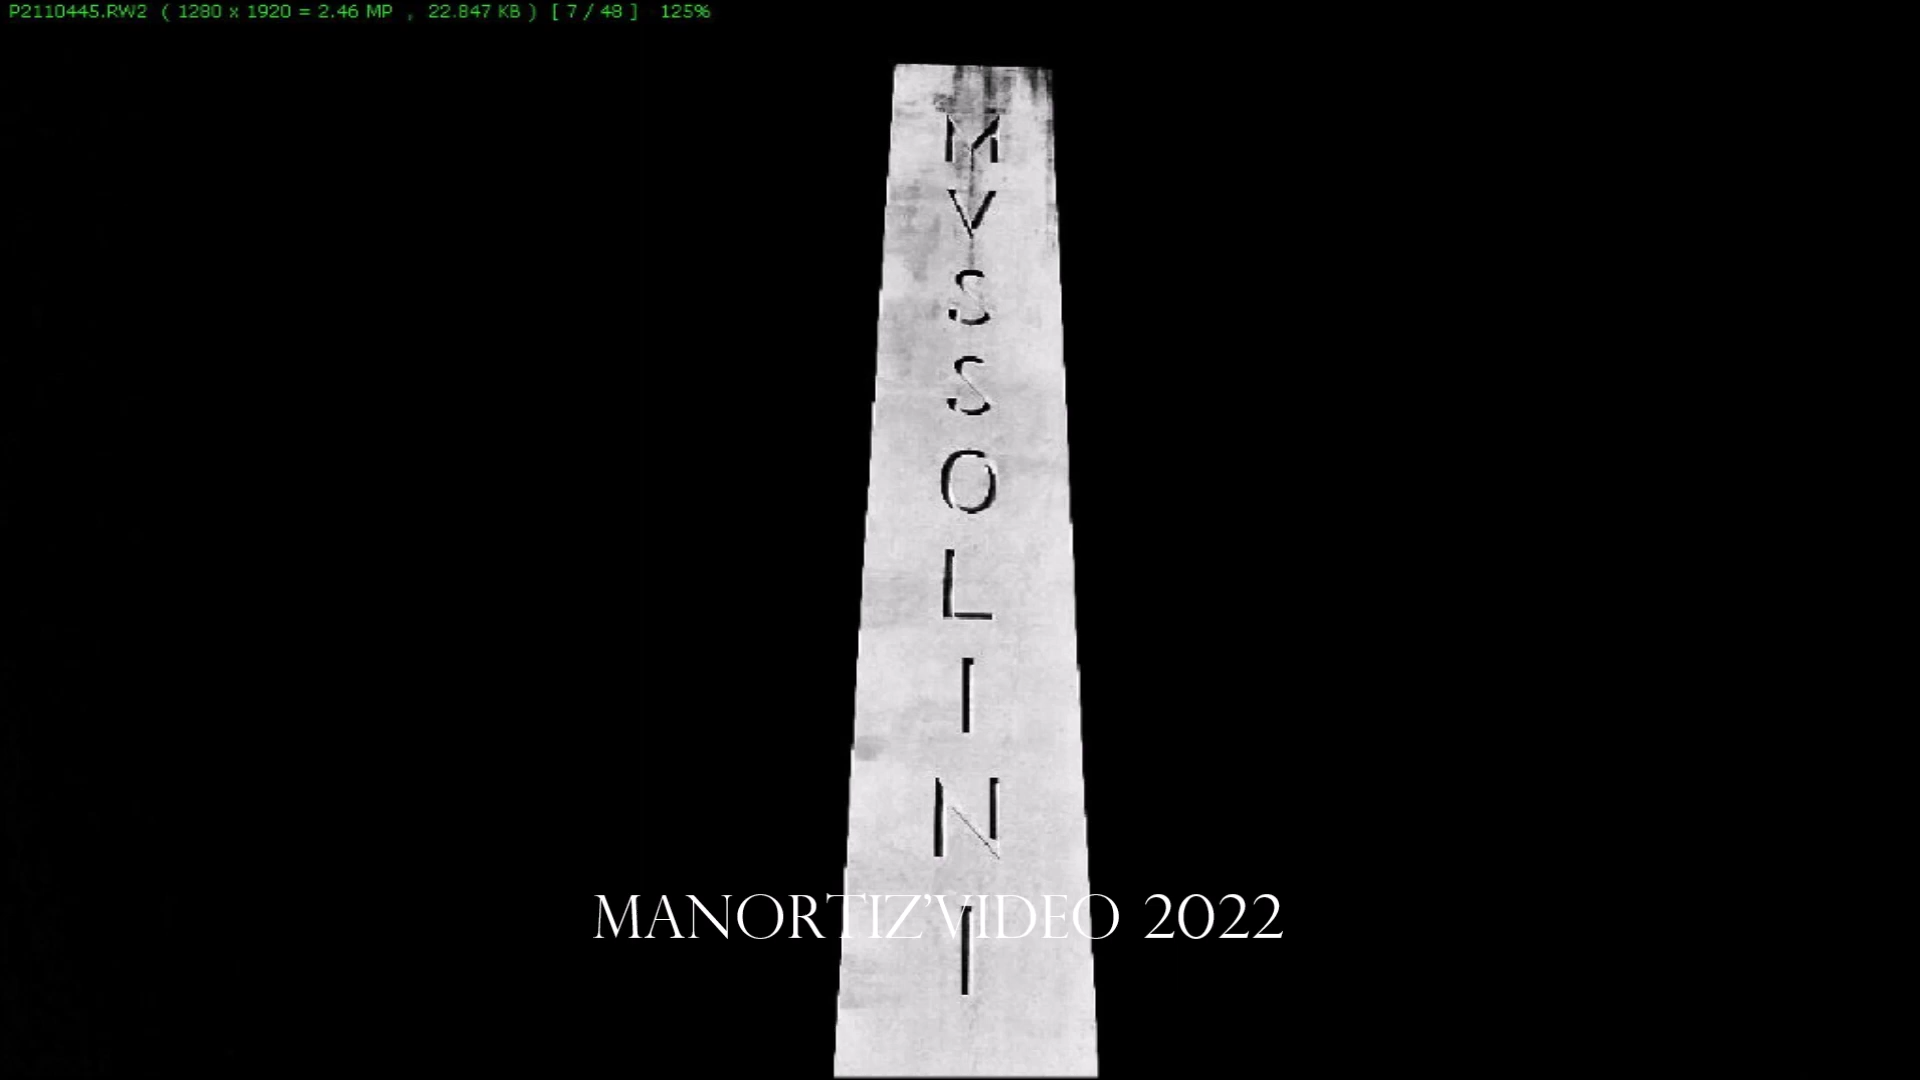 P2110445.RW2 ( 1280 x 1920 = 2.46 MP , 22.847 KB ) [ 7 / 48 ] 125%
MVSSOLINI
MANORTIZ'VIDEO 2022